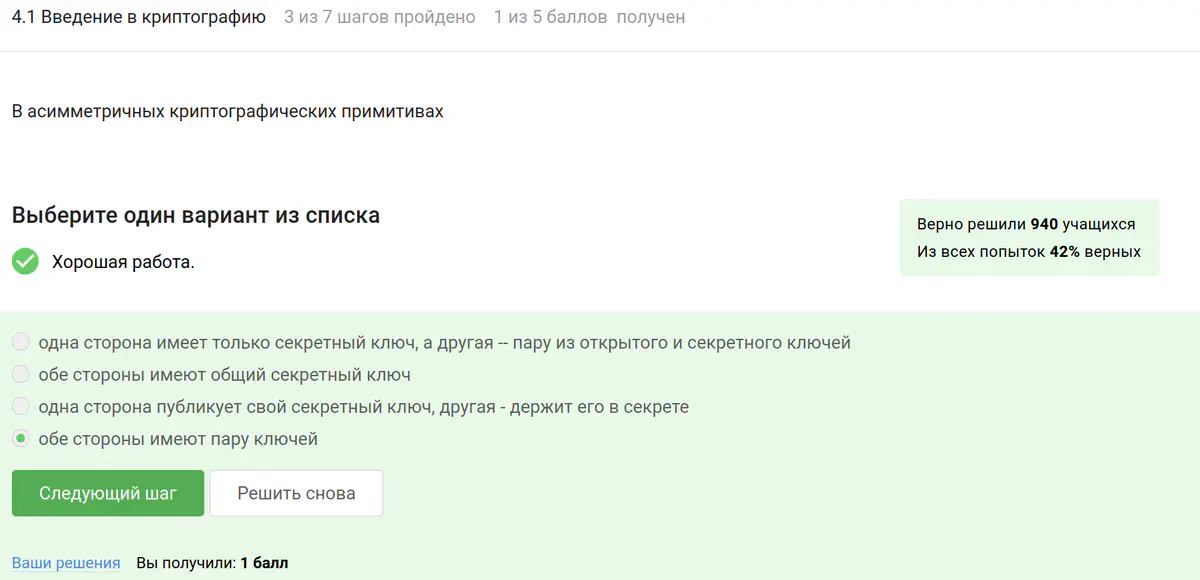 4.1 Введение в криптографию 3 из 7 шагов пройдено 1 из 5 баллов получен
В асимметричных криптографических примитивах
Выберите один вариант из списка
Верно решили 940 учащихся
Из всех попыток 42% верных
Хорошая работа.
одна сторона имеет только секретный ключ, а другая -- пару из открытого и секретного ключей
обе стороны имеют общий секретный ключ
одна сторона публикует свой секретный ключ, другая - держит его в секрете
обе стороны имеют пару ключей
Следующий шаг Решить снова
Ваши решения Вы получили: 1 балл